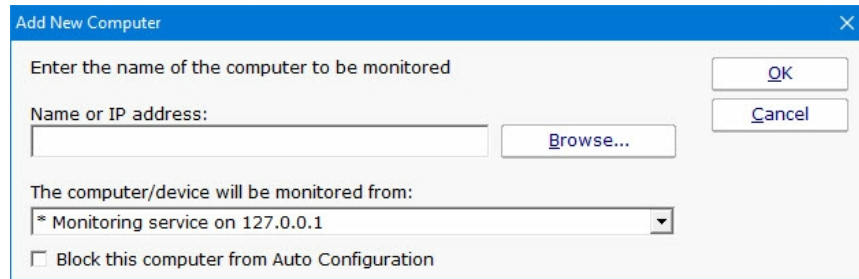 Add New Computer
Enter the name of the computer to be monitored
OK
Name or IP address:
Cancel
Browse...
The computer/device will be monitored from:
* Monitoring service on 127.0.0.1
Block this computer from Auto Configuration